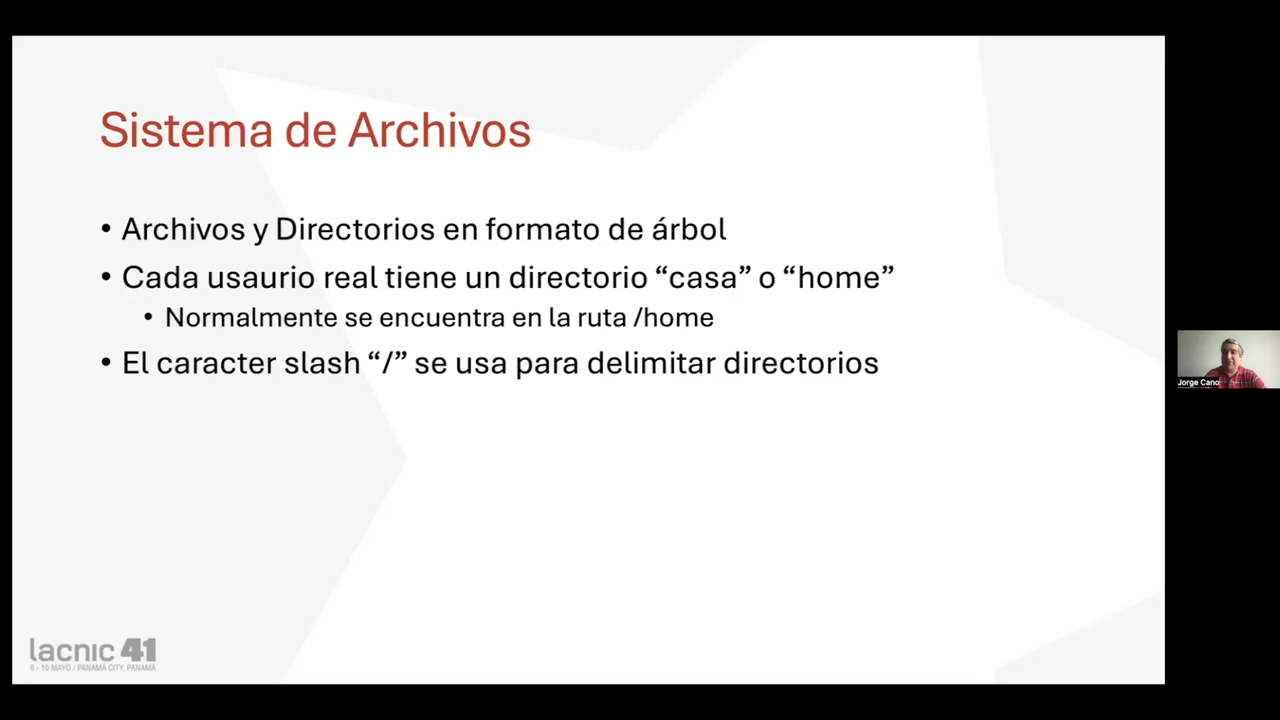 Sistema de Archivos
• Archivos y Directorios en formato de árbol
• Cada usaurio real tiene un directorio “casa” o “home”
• Normalmente se encuentra en la ruta /home
• El caracter slash “/” se usa para delimitar directorios
Jorge Cano
lacnic 41
6 - 10 MAYO / PANAMÁ CITY, PANAMÁ